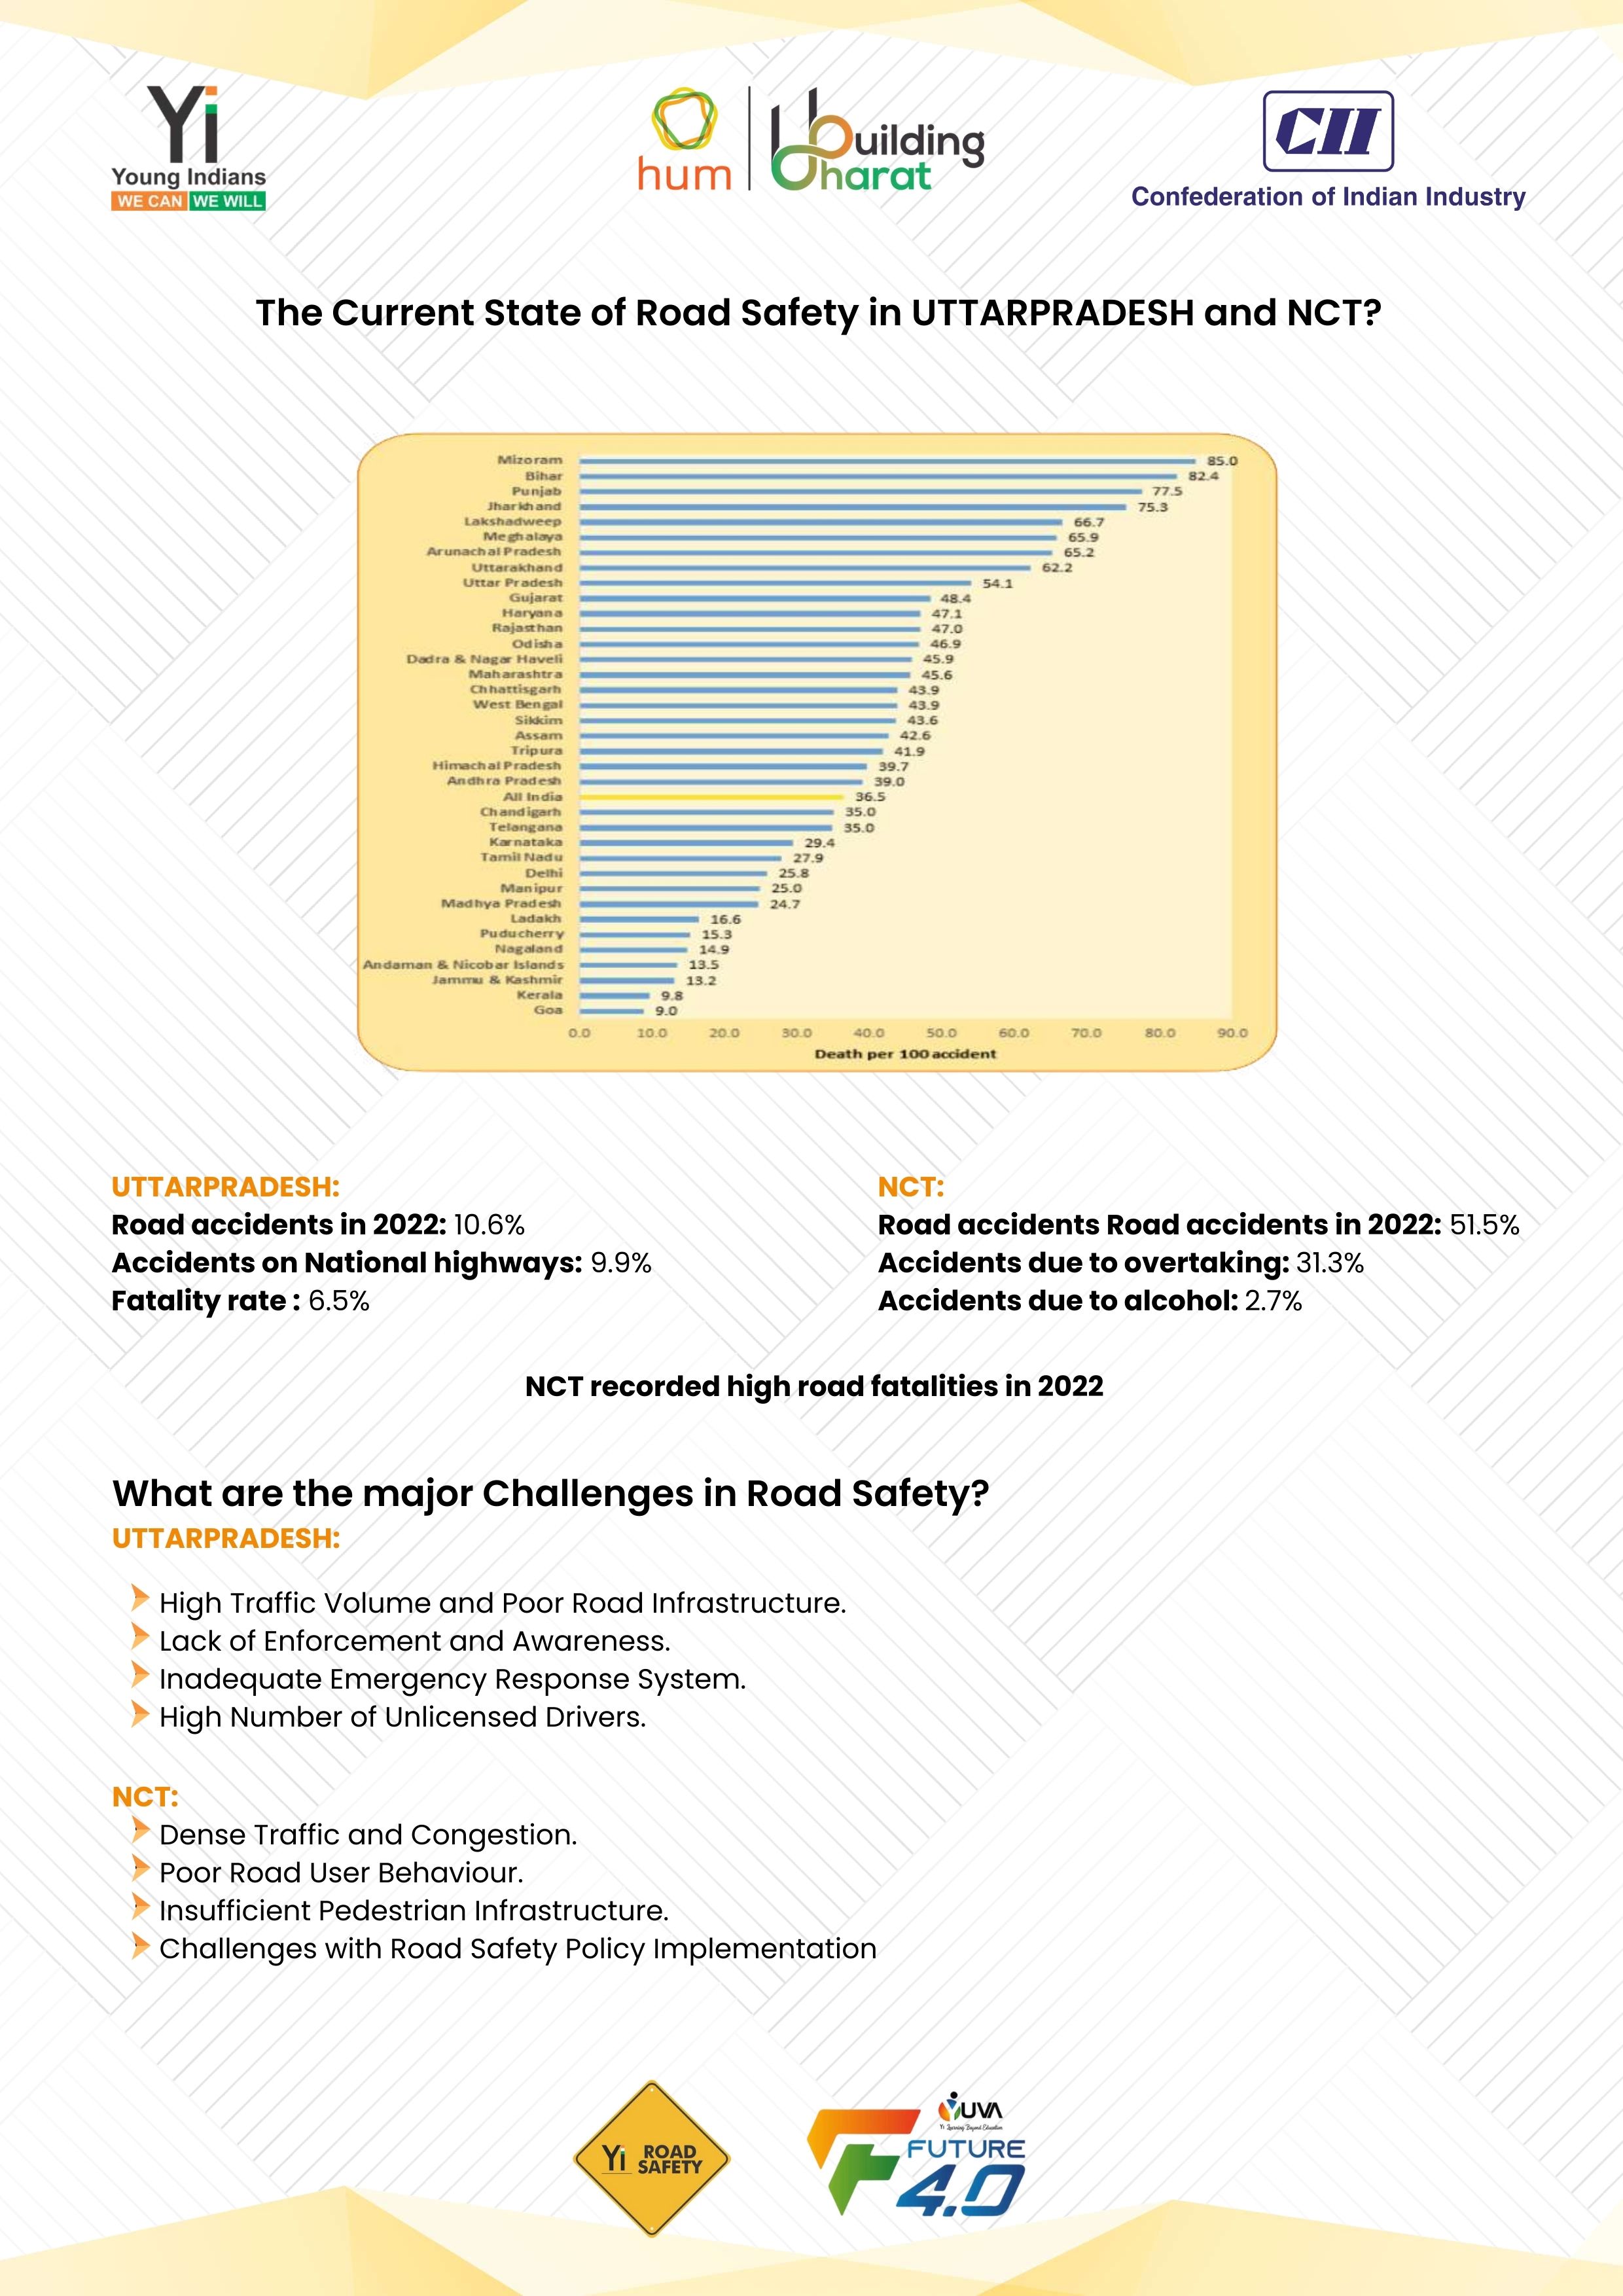 Yi
Young Indians
WE CAN WE WILL
hum
Building
Bharat
CII
Confederation of Indian Industry
The Current State of Road Safety in UTTARPRADESH and NCT?
Mizoram 85.0
Bihar 82.4
Punjab 77.5
Jharkhand 75.3
Lakshadweep 66.7
Meghalaya 65.9
Arunachal Pradesh 65.2
Uttarakhand 62.2
Uttar Pradesh 54.1
Gujarat 48.4
Haryana 47.1
Rajasthan 47.0
Odisha 46.9
Dadra & Nagar Haveli 45.9
Maharashtra 45.6
Chhattisgarh 43.9
West Bengal 43.9
Sikkim 43.6
Assam 42.6
Tripura 41.9
Himachal Pradesh 39.7
Andhra Pradesh 39.0
All India 36.5
Chandigarh 35.0
Telangana 35.0
Karnataka 29.4
Tamil Nadu 27.9
Delhi 25.8
Manipur 25.0
Madhya Pradesh 24.7
Ladakh 16.6
Puducherry 15.3
Nagaland 14.9
Andaman & Nicobar Islands 13.5
Jammu & Kashmir 13.2
Kerala 9.8
Goa 9.0
0.0 10.0 20.0 30.0 40.0 50.0 60.0 70.0 80.0 90.0
Death per 100 accident
UTTARPRADESH:
Road accidents in 2022: 10.6%
Accidents on National highways: 9.9%
Fatality rate : 6.5%
NCT:
Road accidents Road accidents in 2022: 51.5%
Accidents due to overtaking: 31.3%
Accidents due to alcohol: 2.7%
NCT recorded high road fatalities in 2022
What are the major Challenges in Road Safety?
UTTARPRADESH:
High Traffic Volume and Poor Road Infrastructure.
Lack of Enforcement and Awareness.
Inadequate Emergency Response System.
High Number of Unlicensed Drivers.
NCT:
Dense Traffic and Congestion.
Poor Road User Behaviour.
Insufficient Pedestrian Infrastructure.
Challenges with Road Safety Policy Implementation
Yi ROAD
SAFETY
YUVA
Yi Learning Beyond Education
FUTURE
4.0